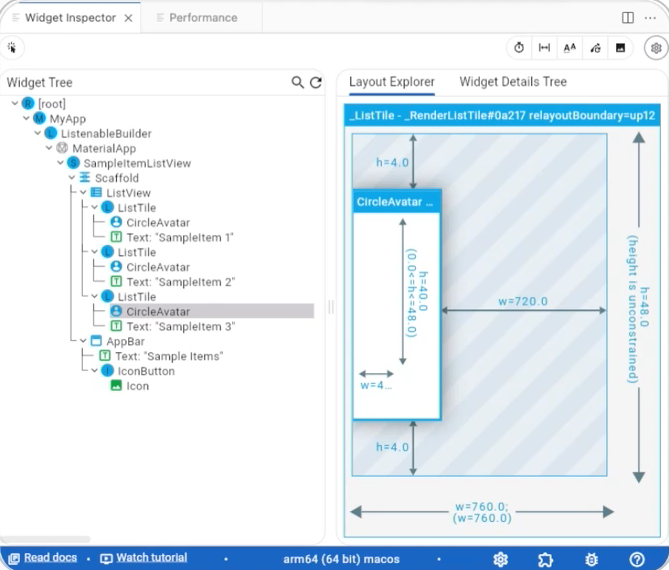 Widget Inspector
Performance
Widget Tree
[root]
MyApp
ListenableBuilder
MaterialApp
SampleItemListView
Scaffold
ListView
ListTile
CircleAvatar
Text: "SampleItem 1"
ListTile
CircleAvatar
Text: "SampleItem 2"
ListTile
CircleAvatar
Text: "SampleItem 3"
AppBar
Text: "Sample Items"
IconButton
Icon
Layout Explorer
Widget Details Tree
_ListTile - _RenderListTile#0a217 relayoutBoundary=up12
h=4.0
CircleAvatar ...
h=40.0
(0.0<=h<=48.0)
w=4...
w=720.0
h=48.0
(height is unconstrained)
h=4.0
w=760.0;
(w=760.0)
Read docs
Watch tutorial
arm64 (64 bit) macos